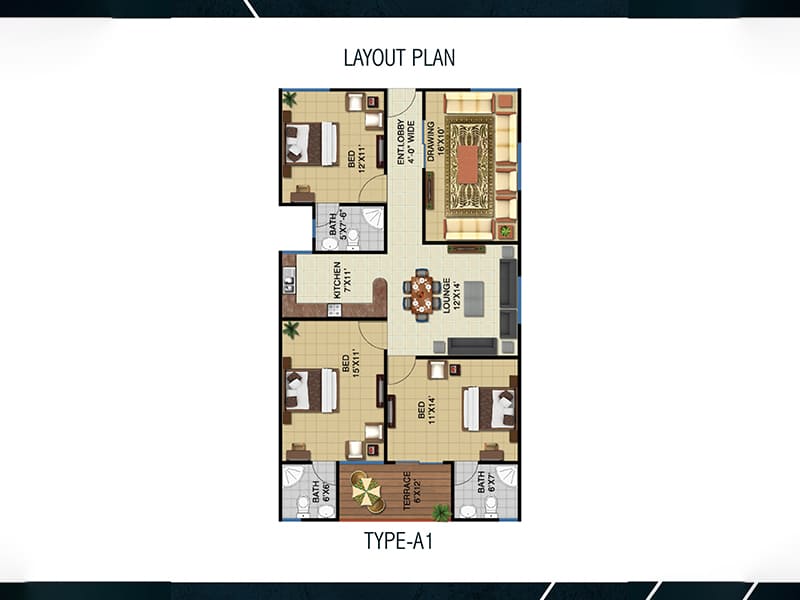 LAYOUT PLAN
BED
12'X11'
ENT.LOBBY
4'-0" WIDE
DRAWING
16'X10'
BATH
5'X7'-6"
KITCHEN
7'X11'
LOUNGE
12'X14'
BED
15'X11'
BED
11'X14'
BATH
6'X6'
TERRACE
6'X12'
BATH
6'X7'
TYPE-A1